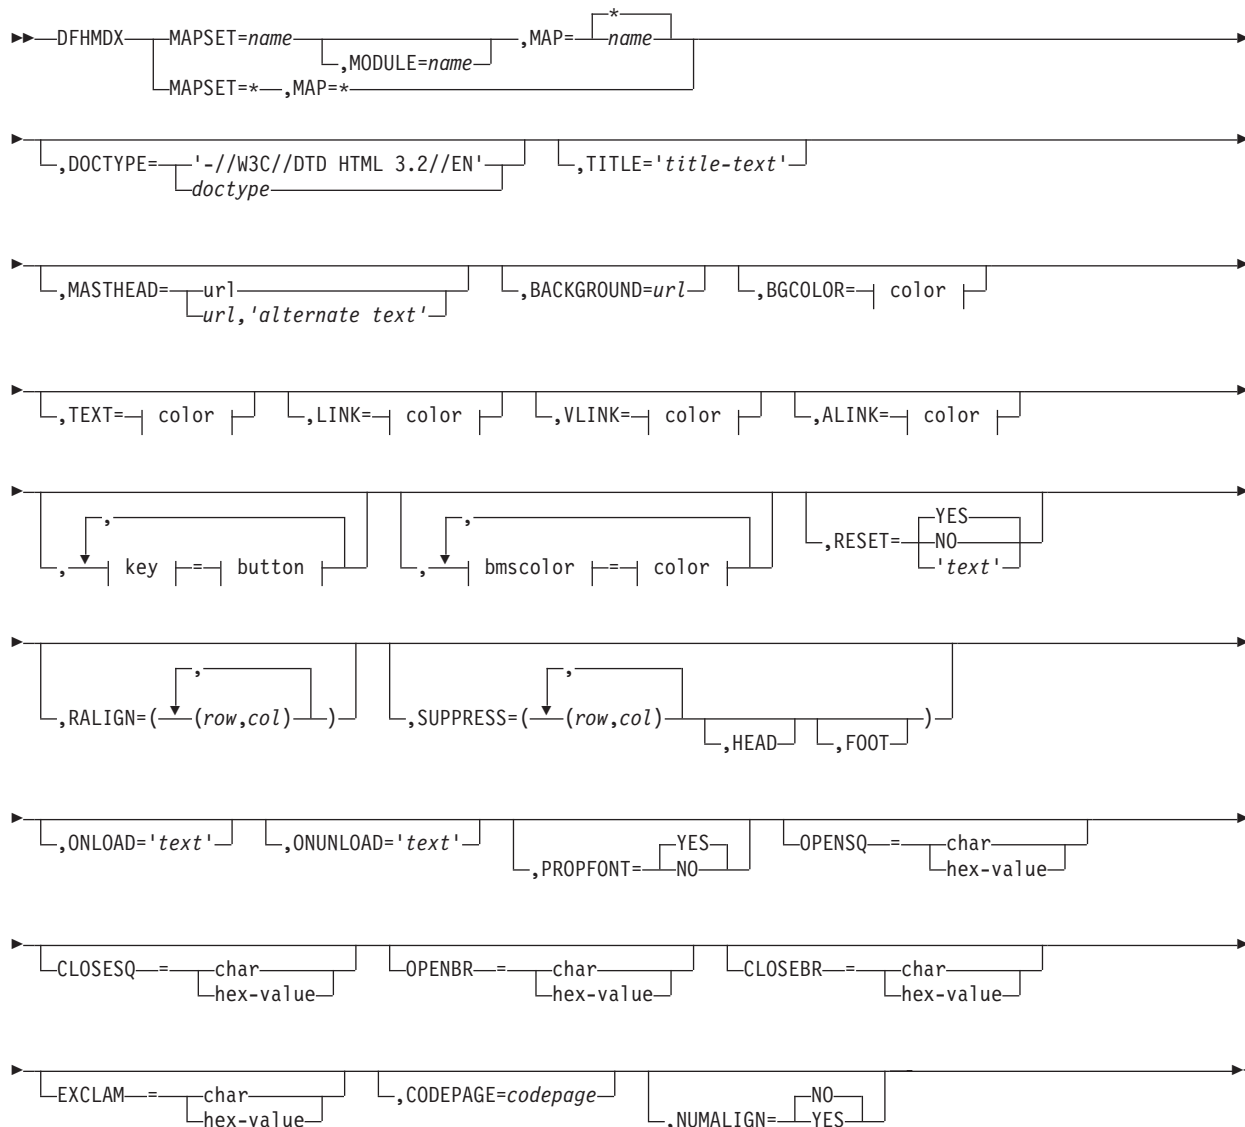 *
DFHMDX MAPSET=name ,MAP= name
,MODULE=name
MAPSET=* ,MAP=*
,DOCTYPE= '-//W3C//DTD HTML 3.2//EN' ,TITLE='title-text'
doctype
,MASTHEAD= url ,BACKGROUND=url ,BGCOLOR= color
url,'alternate text'
,TEXT= color ,LINK= color ,VLINK= color ,ALINK= color
, , YES
, key = button , bmscolor = color ,RESET= NO
'text'
, ,
,RALIGN=( (row,col) ) ,SUPPRESS=( (row,col) )
,HEAD ,FOOT
,ONLOAD='text' ,ONUNLOAD='text' YES OPENSQ = char
,PROPFONT= NO hex-value
CLOSESQ = char OPENBR = char CLOSEBR = char
hex-value hex-value hex-value
EXCLAM = char ,CODEPAGE=codepage NO
hex-value ,NUMALIGN= YES